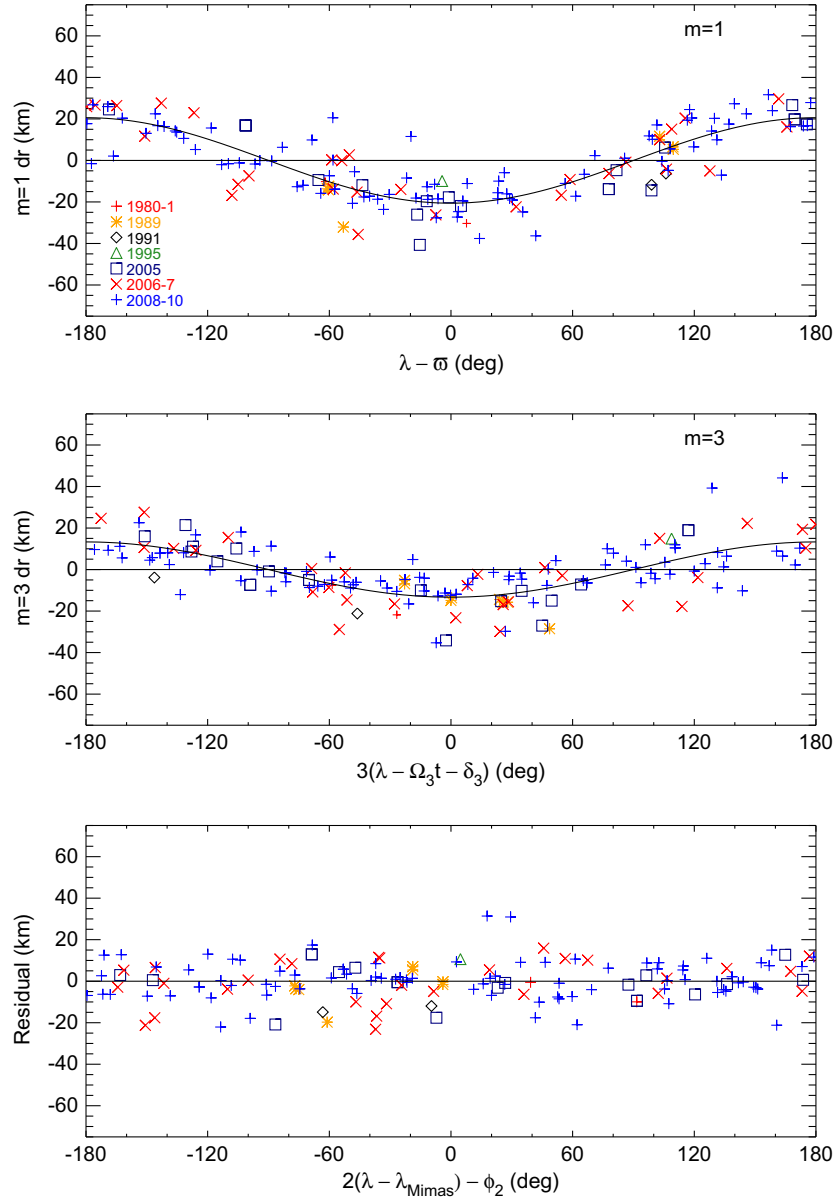 m=1
60
40
20
0
-20
-40
-60
m=1 dr (km)
1980-1
1989
1991
1995
2005
2006-7
2008-10
-180 -120 -60 0 60 120 180
λ − ϖ (deg)
m=3
60
40
20
0
-20
-40
-60
m=3 dr (km)
-180 -120 -60 0 60 120 180
3(λ − Ω₃t − δ₃) (deg)
60
40
20
0
-20
-40
-60
Residual (km)
-180 -120 -60 0 60 120 180
2(λ − λ_Mimas) − ϕ₂ (deg)